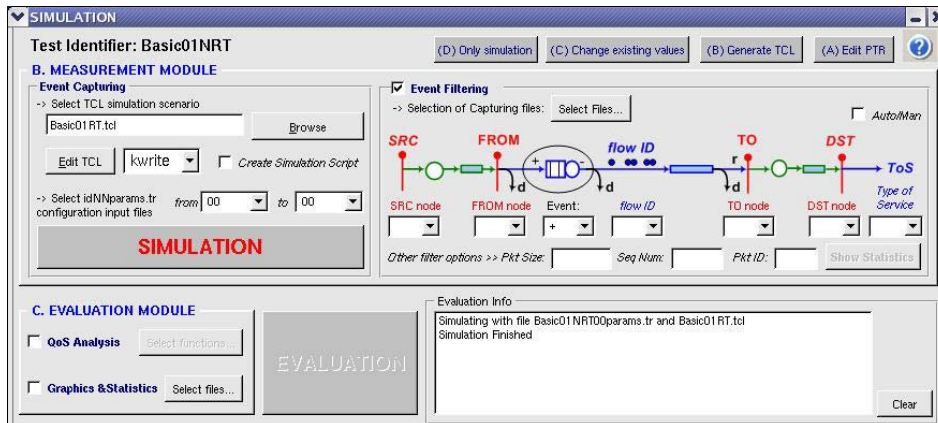 SIMULATION
Test Identifier: Basic01NRT
(D) Only simulation
(C) Change existing values
(B) Generate TCL
(A) Edit PTR
?
B. MEASUREMENT MODULE
Event Capturing
-> Select TCL simulation scenario
Basic01RT.tcl
Browse
Edit TCL
kwrite
Create Simulation Script
-> Select idNNparams.tr
configuration input files
from 00
to 00
SIMULATION
Event Filtering
-> Selection of Capturing files:
Select Files...
Auto/Man
SRC
FROM
flow ID
TO
DST
+
-
r
d
d
d
ToS
SRC node
FROM node
Event:
flow ID
TO node
DST node
Type of
Service
+
Other filter options >> Pkt Size:
Seq Num:
Pkt ID:
Show Statistics
C. EVALUATION MODULE
QoS Analysis
Select functions...
Graphics &Statistics
Select files...
EVALUATION
Evaluation Info
Simulating with file Basic01NRT00params.tr and Basic01RT.tcl
Simulation Finished
Clear